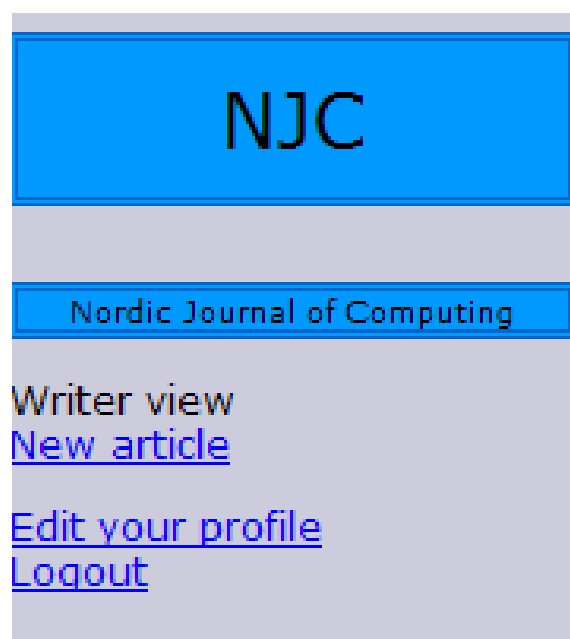 NJC
Nordic Journal of Computing
Writer view
New article
Edit your profile
Logout